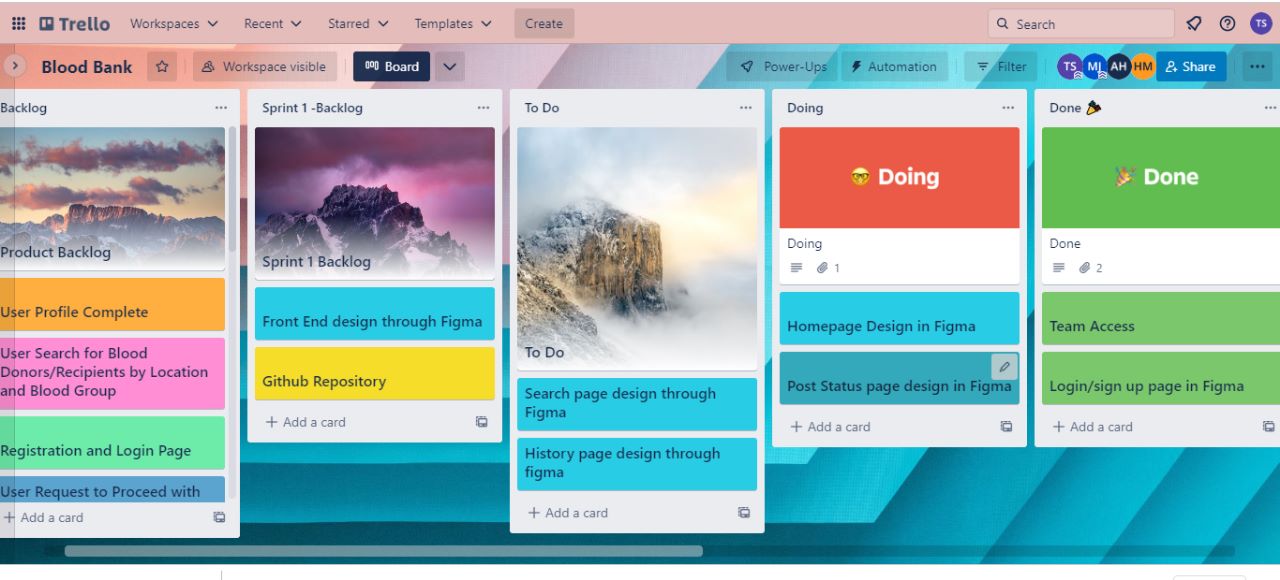 Trello Workspaces Recent Starred Templates Create Search TS
Blood Bank Workspace visible Board Power-Ups Automation Filter TS MJ AH HM Share
Backlog
Product Backlog
User Profile Complete
User Search for Blood
Donors/Recipients by Location
and Blood Group
Registration and Login Page
User Request to Proceed with
+ Add a card
Sprint 1 -Backlog
Sprint 1 Backlog
Front End design through Figma
Github Repository
+ Add a card
To Do
To Do
Search page design through
Figma
History page design through
figma
+ Add a card
Doing
🤓 Doing
Doing
1
Homepage Design in Figma
Post Status page design in Figma
+ Add a card
Done 🎉
🎉 Done
Done
2
Team Access
Login/sign up page in Figma
+ Add a card